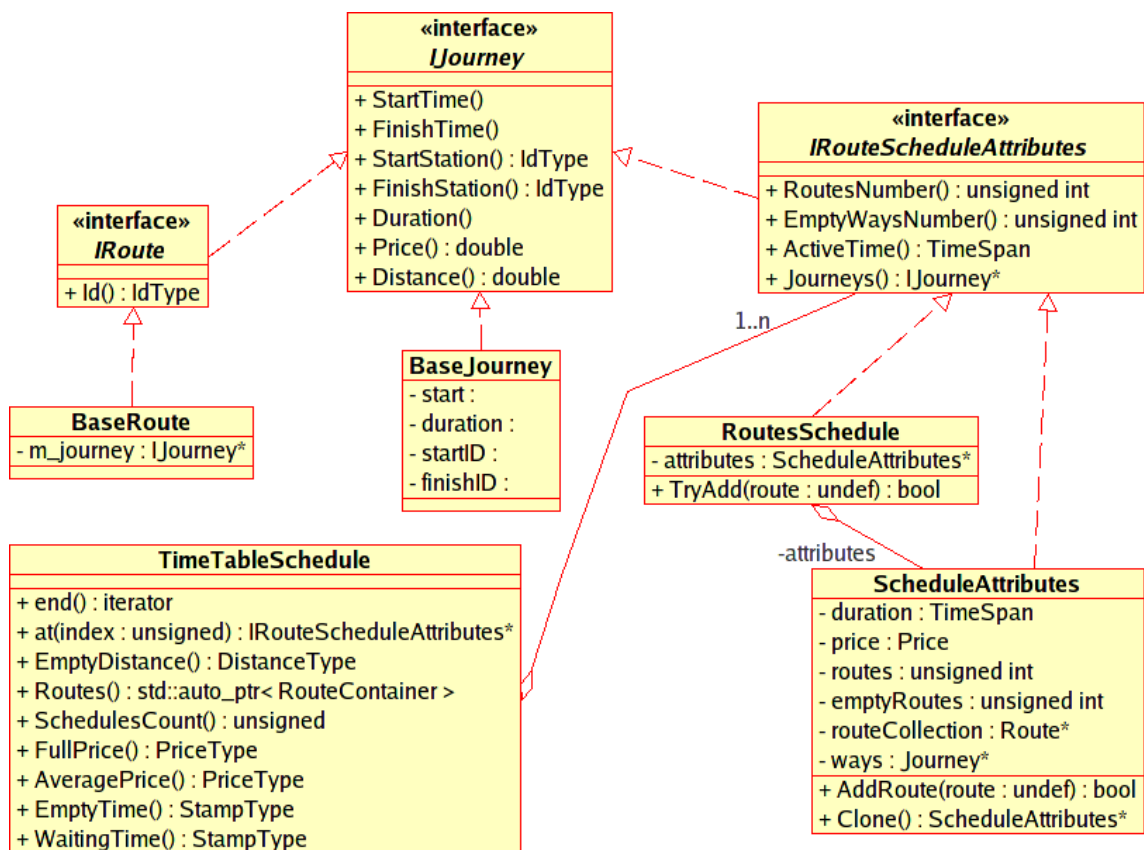 «interface»
IJourney
+ StartTime()
+ FinishTime()
+ StartStation() : IdType
+ FinishStation() : IdType
+ Duration()
+ Price() : double
+ Distance() : double
«interface»
IRouteScheduleAttributes
+ RoutesNumber() : unsigned int
+ EmptyWaysNumber() : unsigned int
+ ActiveTime() : TimeSpan
+ Journeys() : IJourney*
«interface»
IRoute
+ Id() : IdType
1..n
BaseJourney
- start :
- duration :
- startID :
- finishID :
BaseRoute
- m_journey : IJourney*
RoutesSchedule
- attributes : ScheduleAttributes*
+ TryAdd(route : undef) : bool
-attributes
TimeTableSchedule
+ end() : iterator
+ at(index : unsigned) : IRouteScheduleAttributes*
+ EmptyDistance() : DistanceType
+ Routes() : std::auto_ptr< RouteContainer >
+ SchedulesCount() : unsigned
+ FullPrice() : PriceType
+ AveragePrice() : PriceType
+ EmptyTime() : StampType
+ WaitingTime() : StampType
ScheduleAttributes
- duration : TimeSpan
- price : Price
- routes : unsigned int
- emptyRoutes : unsigned int
- routeCollection : Route*
- ways : Journey*
+ AddRoute(route : undef) : bool
+ Clone() : ScheduleAttributes*